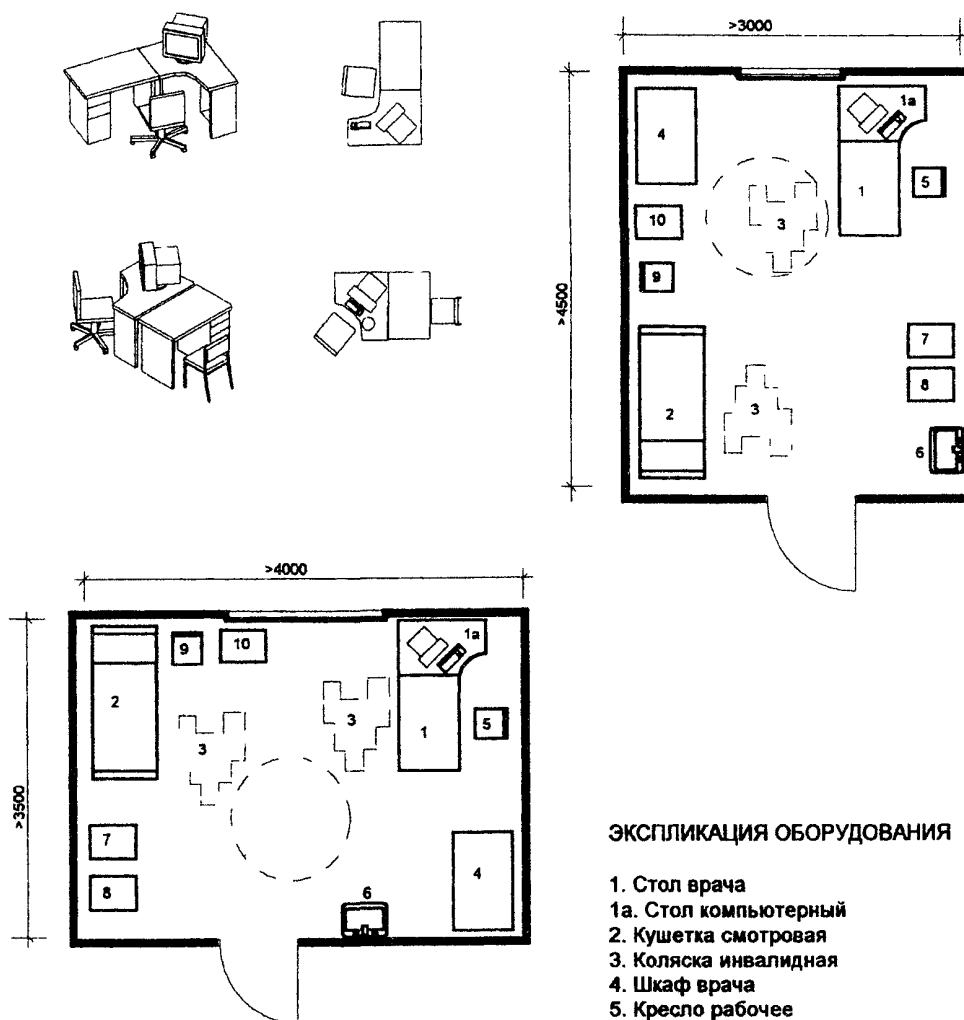 >3000
>4500
4
1а
1
5
10
3
9
7
8
2
3
6
>4000
>3500
9
10
1а
2
3
3
1
5
7
8
6
4
ЭКСПЛИКАЦИЯ ОБОРУДОВАНИЯ
1. Стол врача
1а. Стол компьютерный
2. Кушетка смотровая
3. Коляска инвалидная
4. Шкаф врача
5. Кресло рабочее